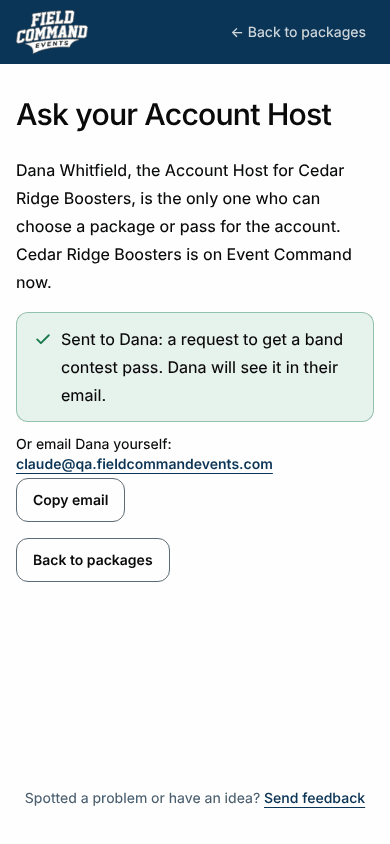 FIELD
COMMAND
EVENTS
← Back to packages
Ask your Account Host
Dana Whitfield, the Account Host for Cedar
Ridge Boosters, is the only one who can
choose a package or pass for the account.
Cedar Ridge Boosters is on Event Command
now.
Sent to Dana: a request to get a band
contest pass. Dana will see it in their
email.
Or email Dana yourself:
claude@qa.fieldcommandevents.com
Copy email
Back to packages
Spotted a problem or have an idea? Send feedback